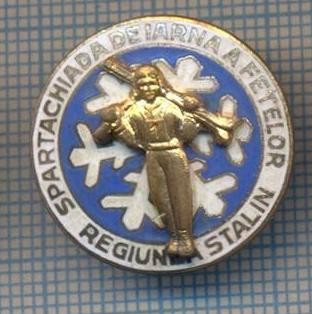 SPARTACHIADA DE IARNA A FETELOR
REGIUNEA STALIN